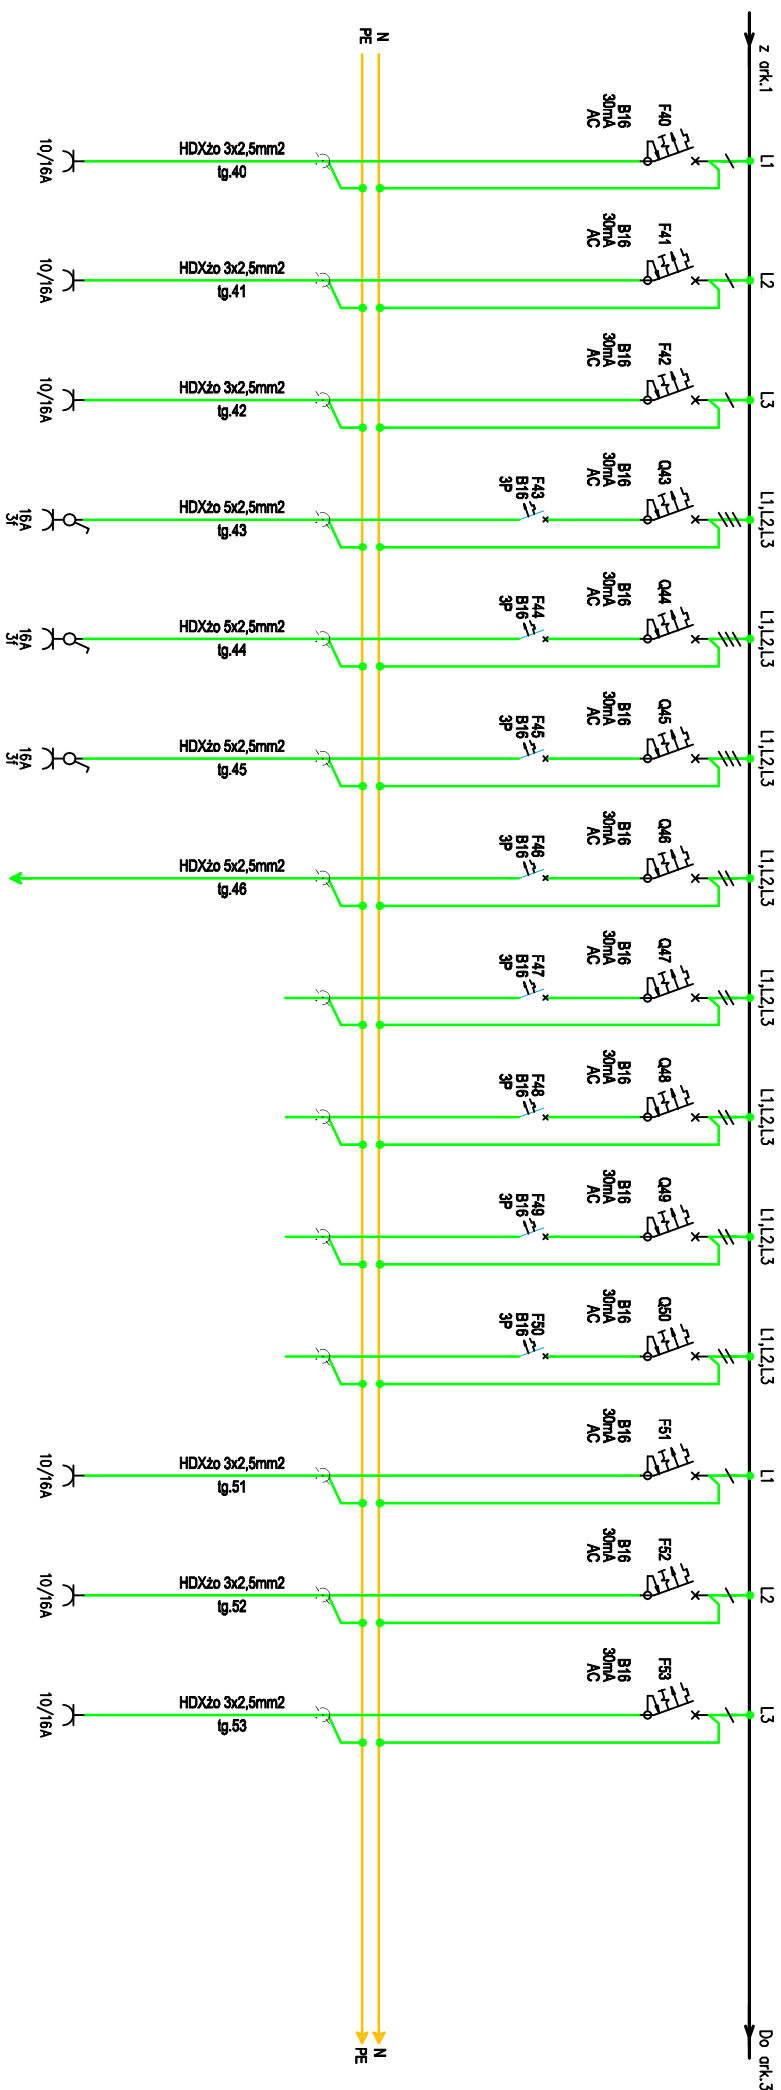 z ark.1
N
PE
L1
F40
B16
30mA
AC
HDXżo 3x2,5mm2
tg.40
10/16A
L2
F41
B16
30mA
AC
HDXżo 3x2,5mm2
tg.41
10/16A
L3
F42
B16
30mA
AC
HDXżo 3x2,5mm2
tg.42
10/16A
L1,L2,L3
Q43
B16
30mA
AC
F43
B16
3P
HDXżo 5x2,5mm2
tg.43
16A
3f
L1,L2,L3
Q44
B16
30mA
AC
F44
B16
3P
HDXżo 5x2,5mm2
tg.44
16A
3f
L1,L2,L3
Q45
B16
30mA
AC
F45
B16
3P
HDXżo 5x2,5mm2
tg.45
16A
3f
L1,L2,L3
Q46
B16
30mA
AC
F46
B16
3P
HDXżo 5x2,5mm2
tg.46
L1,L2,L3
Q47
B16
30mA
AC
F47
B16
3P
L1,L2,L3
Q48
B16
30mA
AC
F48
B16
3P
L1,L2,L3
Q49
B16
30mA
AC
F49
B16
3P
L1,L2,L3
Q50
B16
30mA
AC
F50
B16
3P
L1
F51
B16
30mA
AC
HDXżo 3x2,5mm2
tg.51
10/16A
L2
F52
B16
30mA
AC
HDXżo 3x2,5mm2
tg.52
10/16A
L3
F53
B16
30mA
AC
HDXżo 3x2,5mm2
tg.53
10/16A
Do ark.3
N
PE